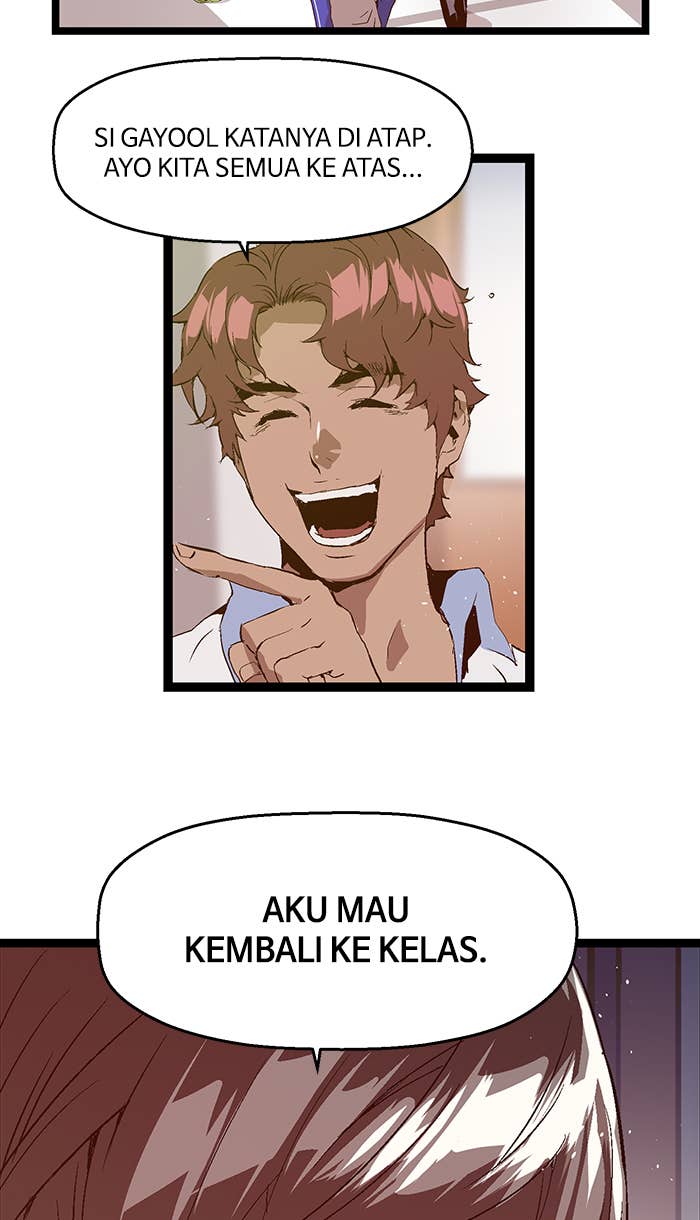 SI GAYOOL KATANYA DI ATAP.
AYO KITA SEMUA KE ATAS...
AKU MAU
KEMBALI KE KELAS.